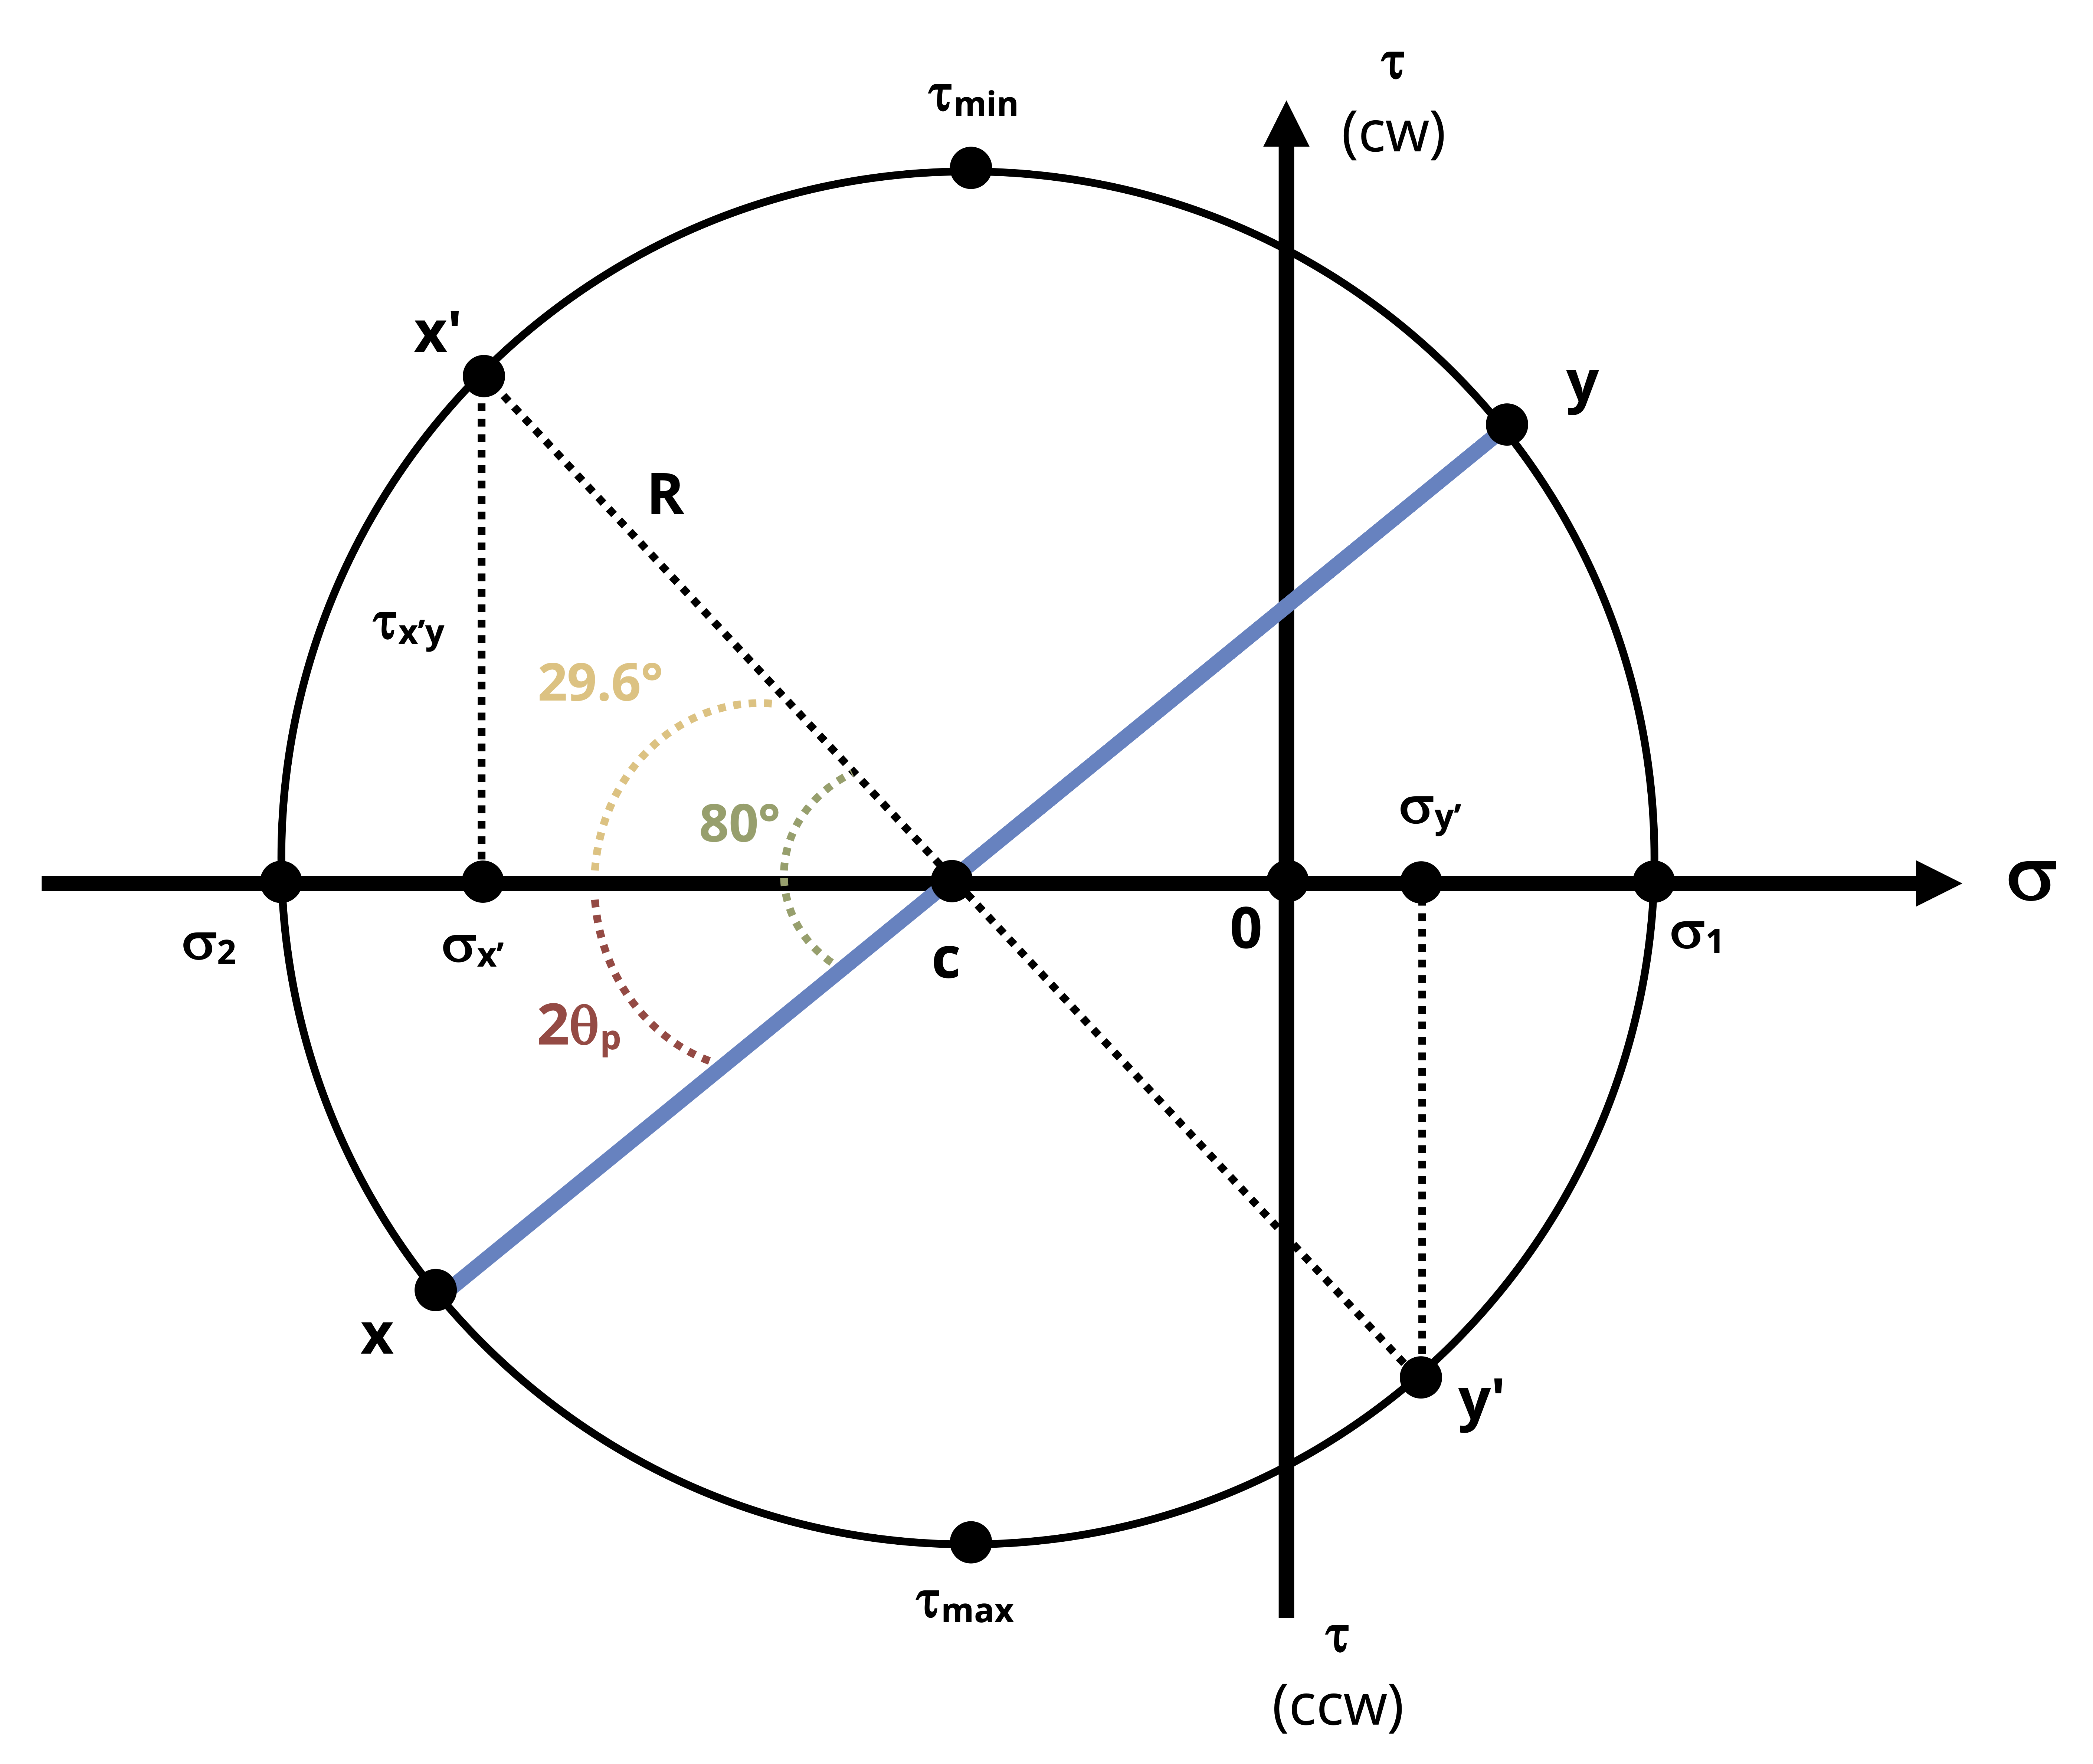 τ
(cw)
τmin
x'
y
R
τx'y
29.6°
80°
σy'
σ
0
σ1
σ2
σx'
c
2θp
x
y'
τmax
τ
(ccw)